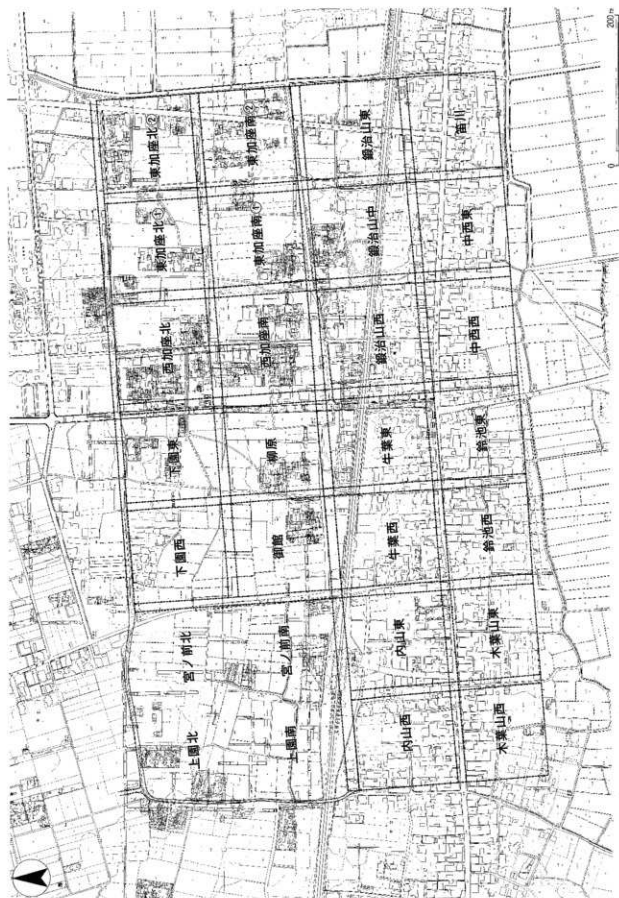 上園北
宮ノ前北
下園西
下園東
西加座北
東加座北①
東加座北②
上園南
宮ノ前南
御館
柳原
西加座南
東加座南①
東加座南②
内山西
内山東
牛葉西
牛葉東
鍛冶山西
鍛冶山中
鍛冶山東
木葉山西
木葉山東
鈴池西
鈴池東
中西西
中西東
笛川
0 200m